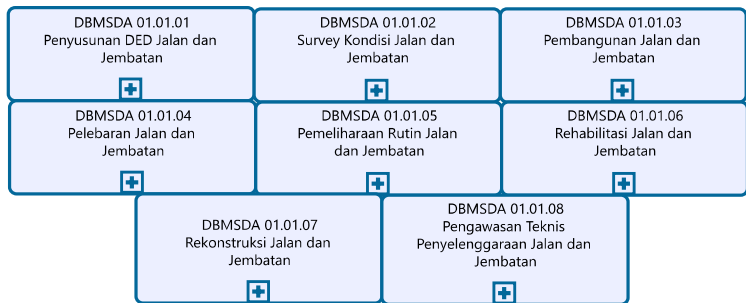 DBMSDA 01.01.01
Penyusunan DED Jalan dan
Jembatan
DBMSDA 01.01.02
Survey Kondisi Jalan dan
Jembatan
DBMSDA 01.01.03
Pembangunan Jalan dan
Jembatan
DBMSDA 01.01.04
Pelebaran Jalan dan
Jembatan
DBMSDA 01.01.05
Pemeliharaan Rutin Jalan
dan Jembatan
DBMSDA 01.01.06
Rehabilitasi Jalan dan
Jembatan
DBMSDA 01.01.07
Rekonstruksi Jalan dan
Jembatan
DBMSDA 01.01.08
Pengawasan Teknis
Penyelenggaraan Jalan dan
Jembatan